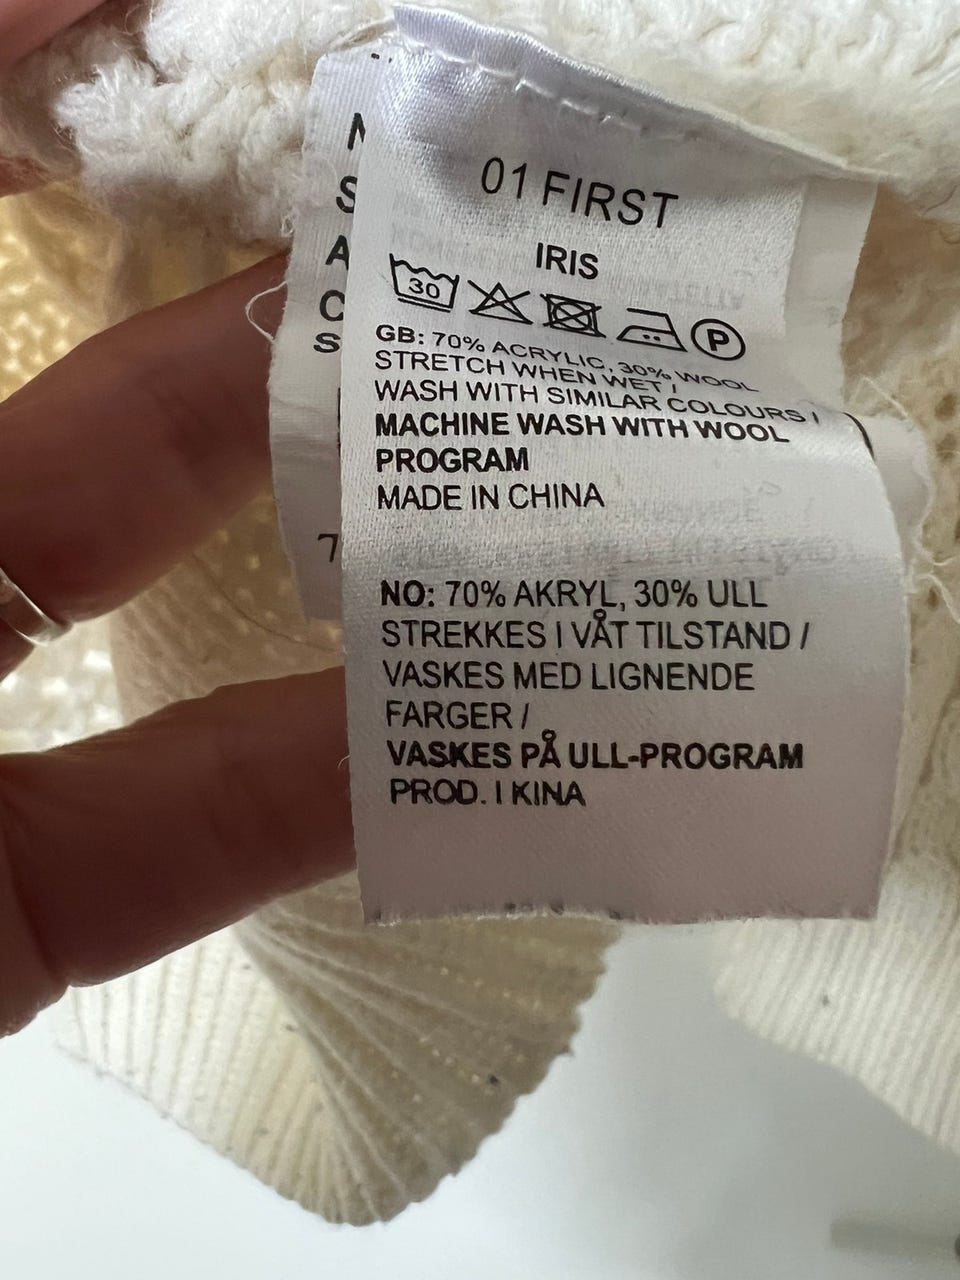 01 FIRST
IRIS
30
P
GB: 70% ACRYLIC, 30% WOOL
STRETCH WHEN WET /
WASH WITH SIMILAR COLOURS /
MACHINE WASH WITH WOOL
PROGRAM
MADE IN CHINA
NO: 70% AKRYL, 30% ULL
STREKKES I VÅT TILSTAND /
VASKES MED LIGNENDE
FARGER /
VASKES PÅ ULL-PROGRAM
PROD. I KINA